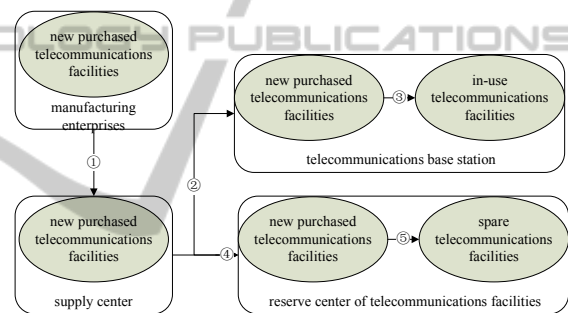 OLOGY PUBLICATIONS
new purchased
telecommunications
facilities
manufacturing
enterprises
①
new purchased
telecommunications
facilities
③
in-use
telecommunications
facilities
telecommunications base station
②
new purchased
telecommunications
facilities
supply center
④
new purchased
telecommunications
facilities
⑤
spare
telecommunications
facilities
reserve center of telecommunications facilities